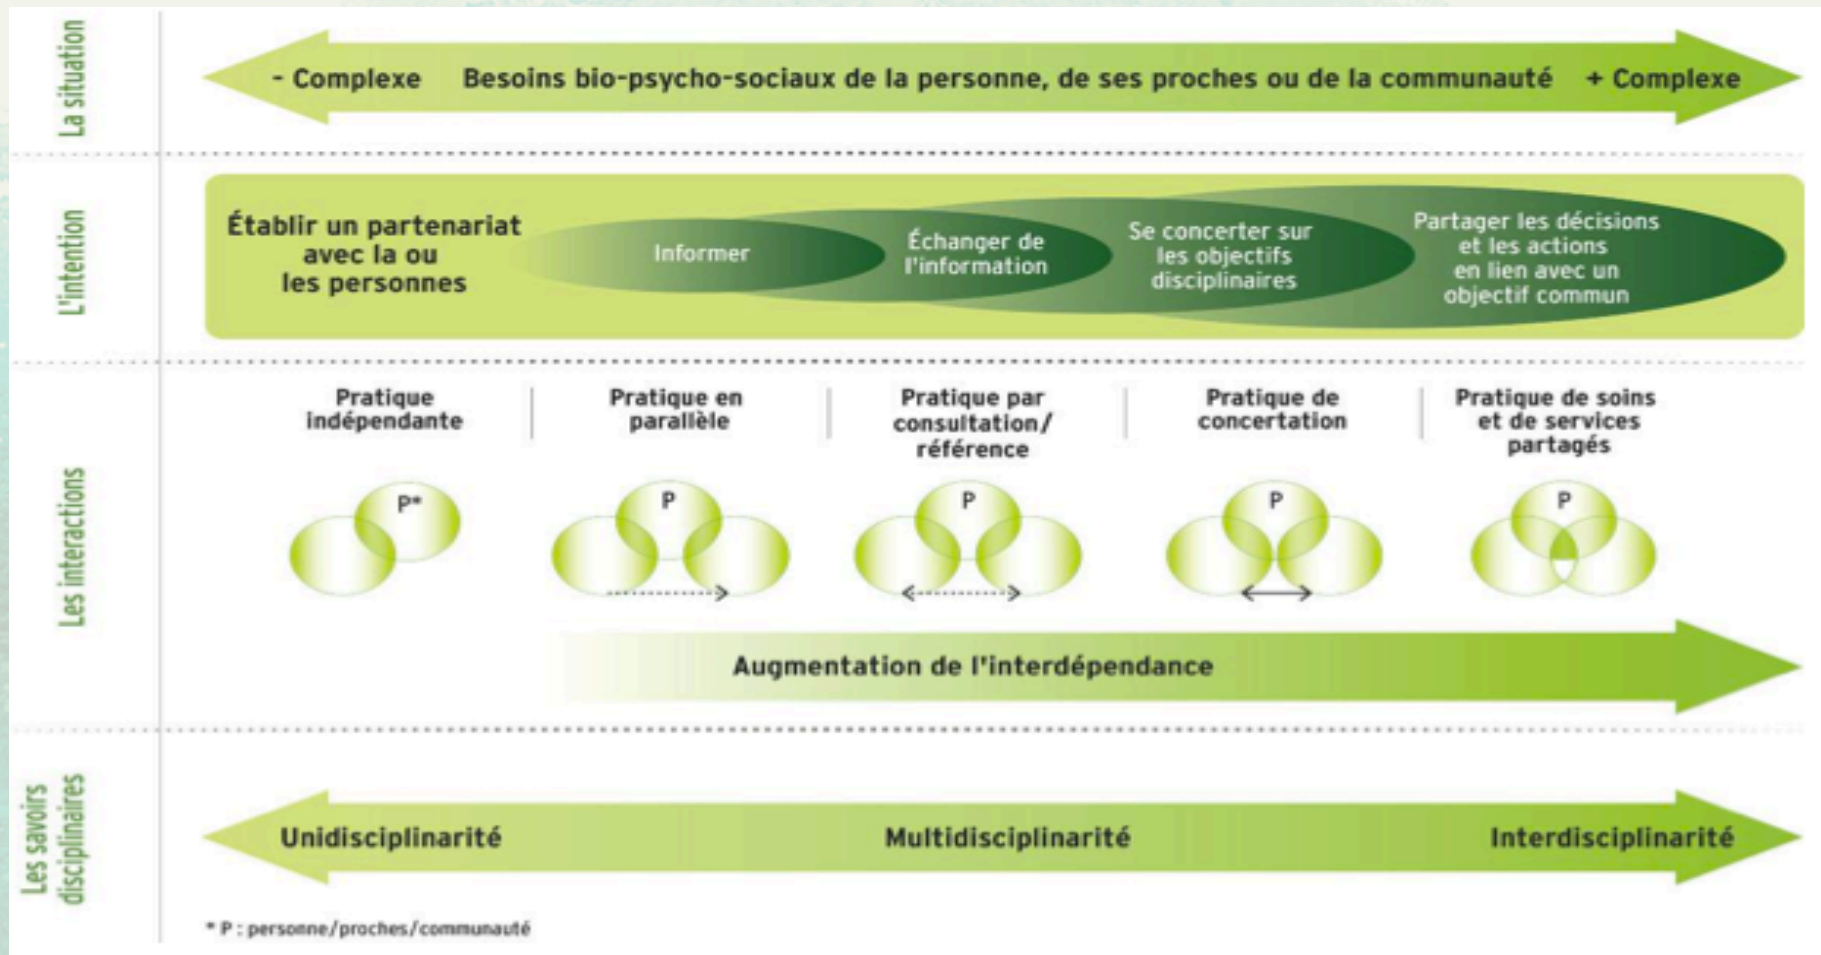 La situation
- Complexe Besoins bio-psycho-sociaux de la personne, de ses proches ou de la communauté + Complexe
L'intention
Établir un partenariat
avec la ou
les personnes
Informer
Échanger de
l'information
Se concerter sur
les objectifs
disciplinaires
Partager les décisions
et les actions
en lien avec un
objectif commun
Les interactions
Pratique
indépendante
Pratique en
parallèle
Pratique par
consultation/
référence
Pratique de
concertation
Pratique de soins
et de services
partagés
P*
P
P
P
P
Augmentation de l'interdépendance
Les savoirs
disciplinaires
Unidisciplinarité
Multidisciplinarité
Interdisciplinarité
* P : personne/proches/communauté